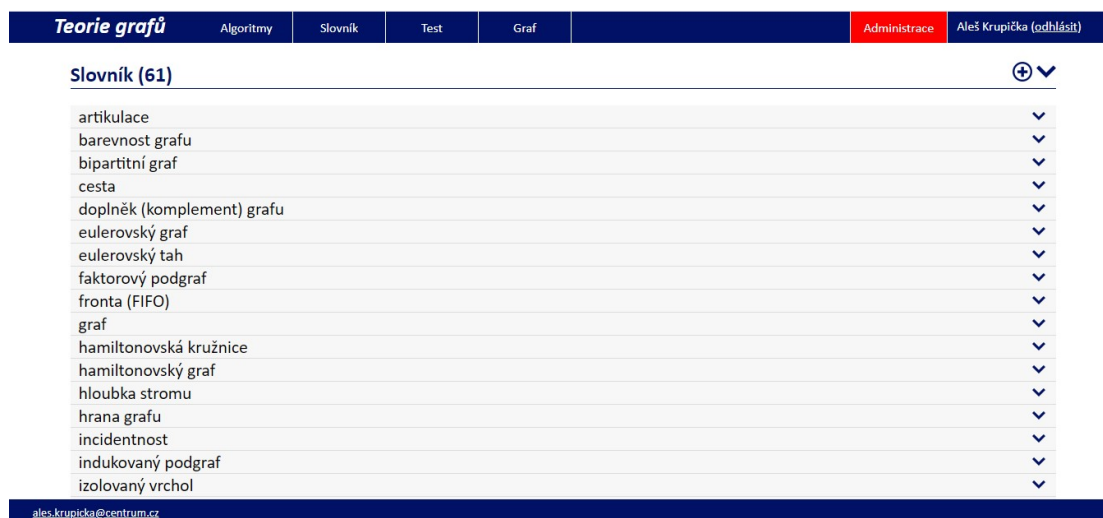 Teorie grafů Algoritmy Slovník Test Graf Administrace Aleš Krupička (odhlásit)
Slovník (61)
artikulace
barevnost grafu
bipartitní graf
cesta
doplněk (komplement) grafu
eulerovský graf
eulerovský tah
faktorový podgraf
fronta (FIFO)
graf
hamiltonovská kružnice
hamiltonovský graf
hloubka stromu
hrana grafu
incidentnost
indukovaný podgraf
izolovaný vrchol
ales.krupicka@centrum.cz